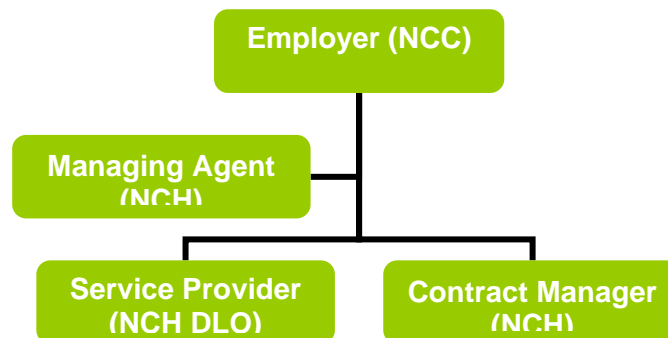 Employer (NCC)
Managing Agent
(NCH)
Service Provider
(NCH DLO)
Contract Manager
(NCH)